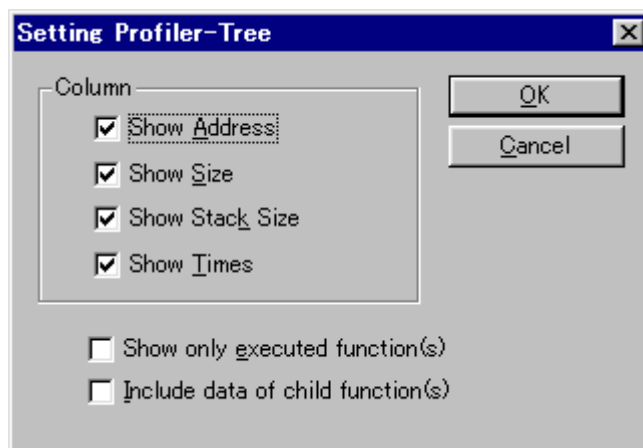 Setting Profiler-Tree
Column
Show Address
Show Size
Show Stack Size
Show Times
OK
Cancel
Show only executed function(s)
Include data of child function(s)